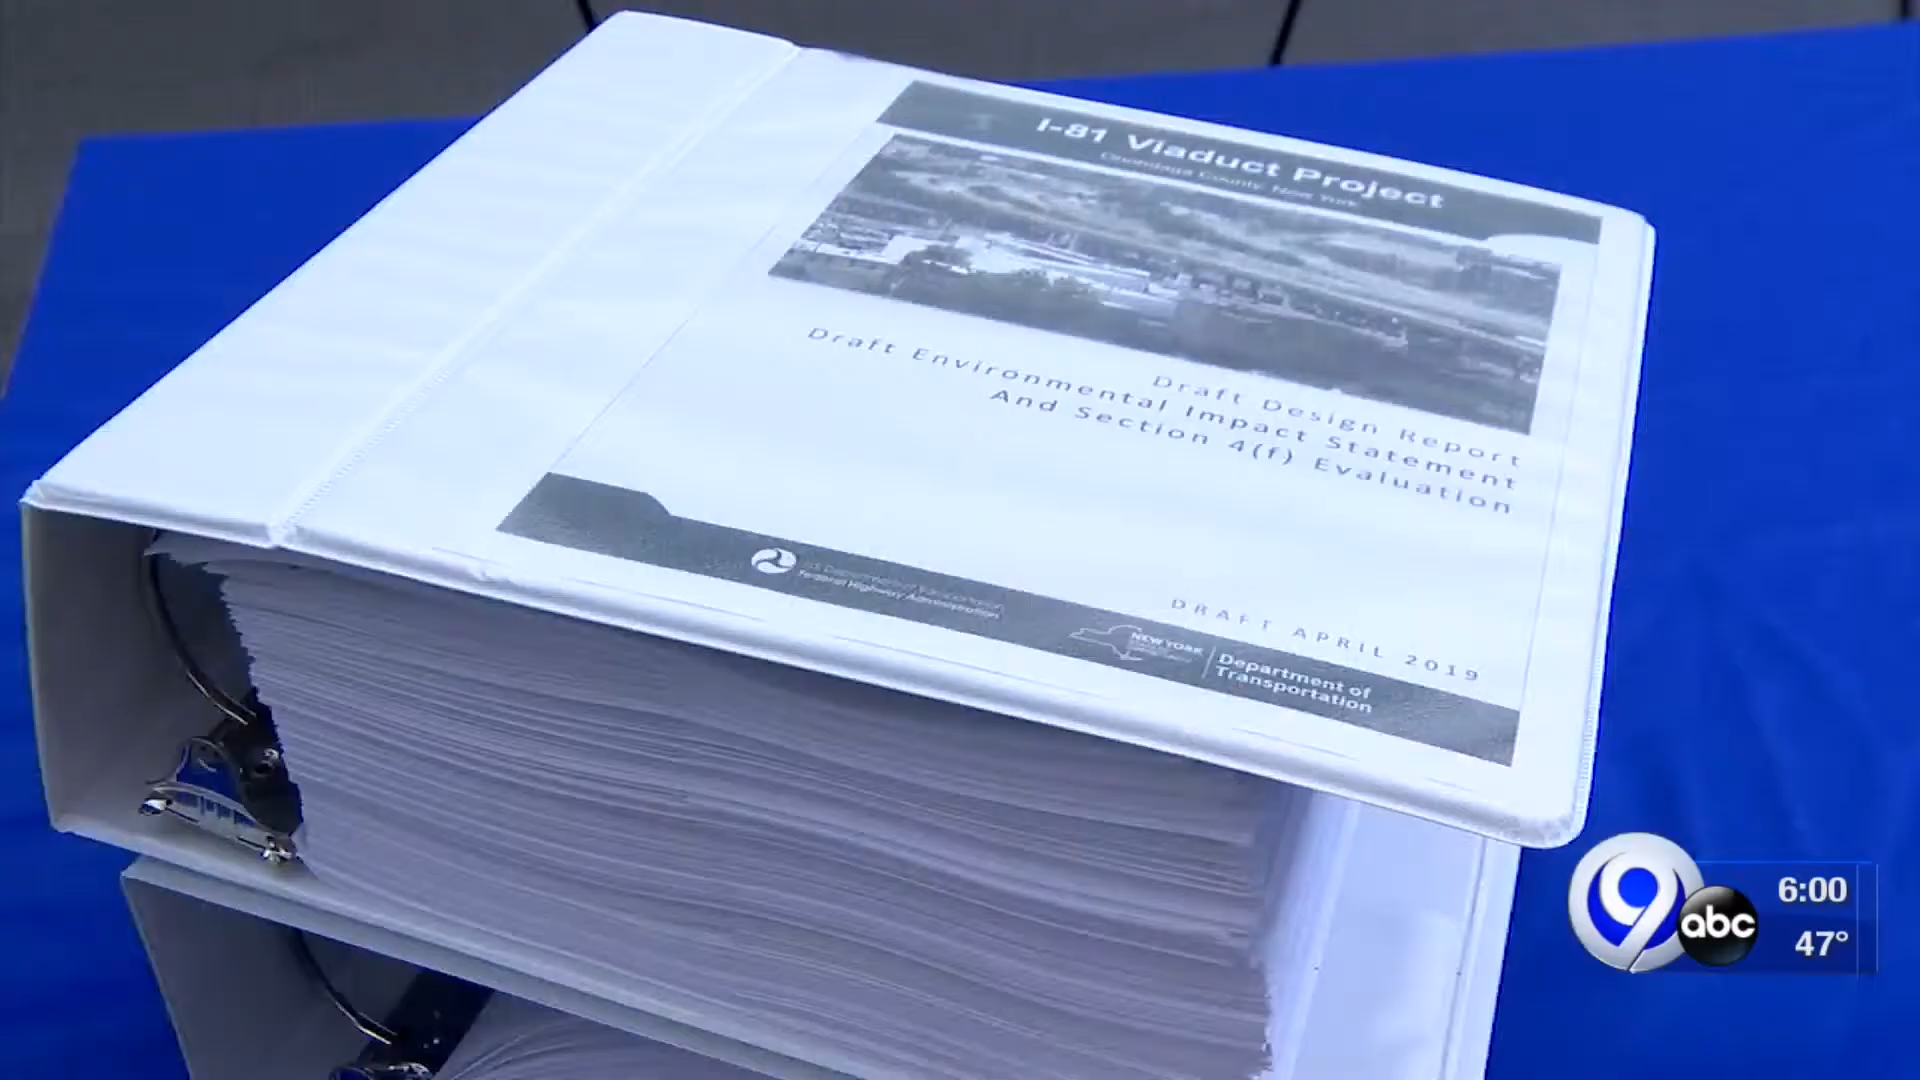 I-81 Viaduct Project
Onondaga County, New York
Draft Design Report
Draft Environmental Impact Statement
And Section 4(f) Evaluation
DRAFT APRIL 2019
US Department of Transportation
Federal Highway Administration
NEW YORK
Department of
Transportation
9
abc
6:00
47°